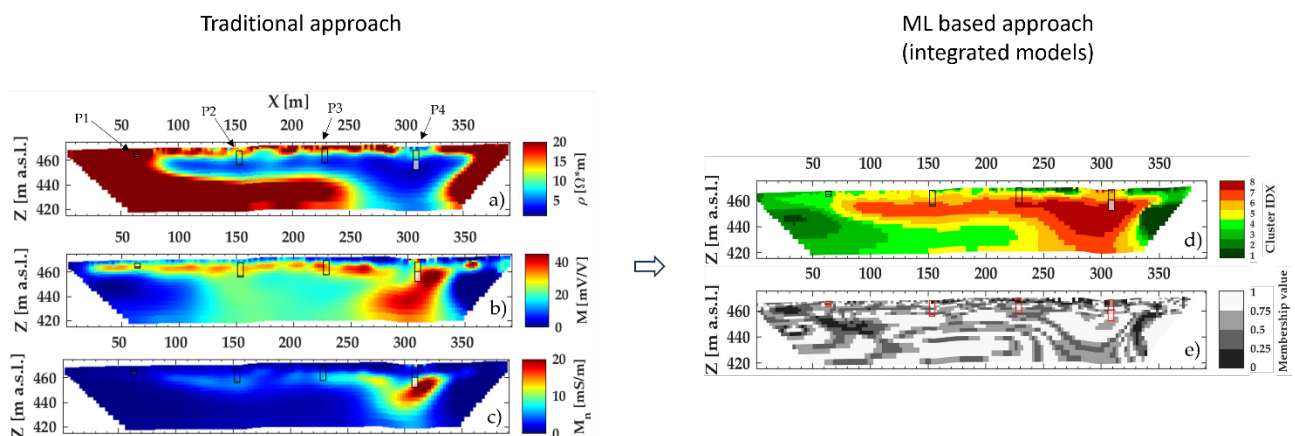 Traditional approach
ML based approach
(integrated models)
X [m]
P1 P2 P3 P4
50 100 150 200 250 300 350
Z [m a.s.l.]
460
440
420
a)
20
15
10
5
ρ [Ω*m]
50 100 150 200 250 300 350
Z [m a.s.l.]
460
440
420
b)
40
20
0
M [mV/V]
50 100 150 200 250 300 350
Z [m a.s.l.]
460
440
420
c)
20
10
0
Mn [mS/m]
50 100 150 200 250 300 350
Z [m a.s.l.]
460
440
420
d)
8
7
6
5
4
3
2
1
Cluster IDX
50 100 150 200 250 300 350
Z [m a.s.l.]
460
440
420
e)
1
0.75
0.5
0.25
0
Membership value